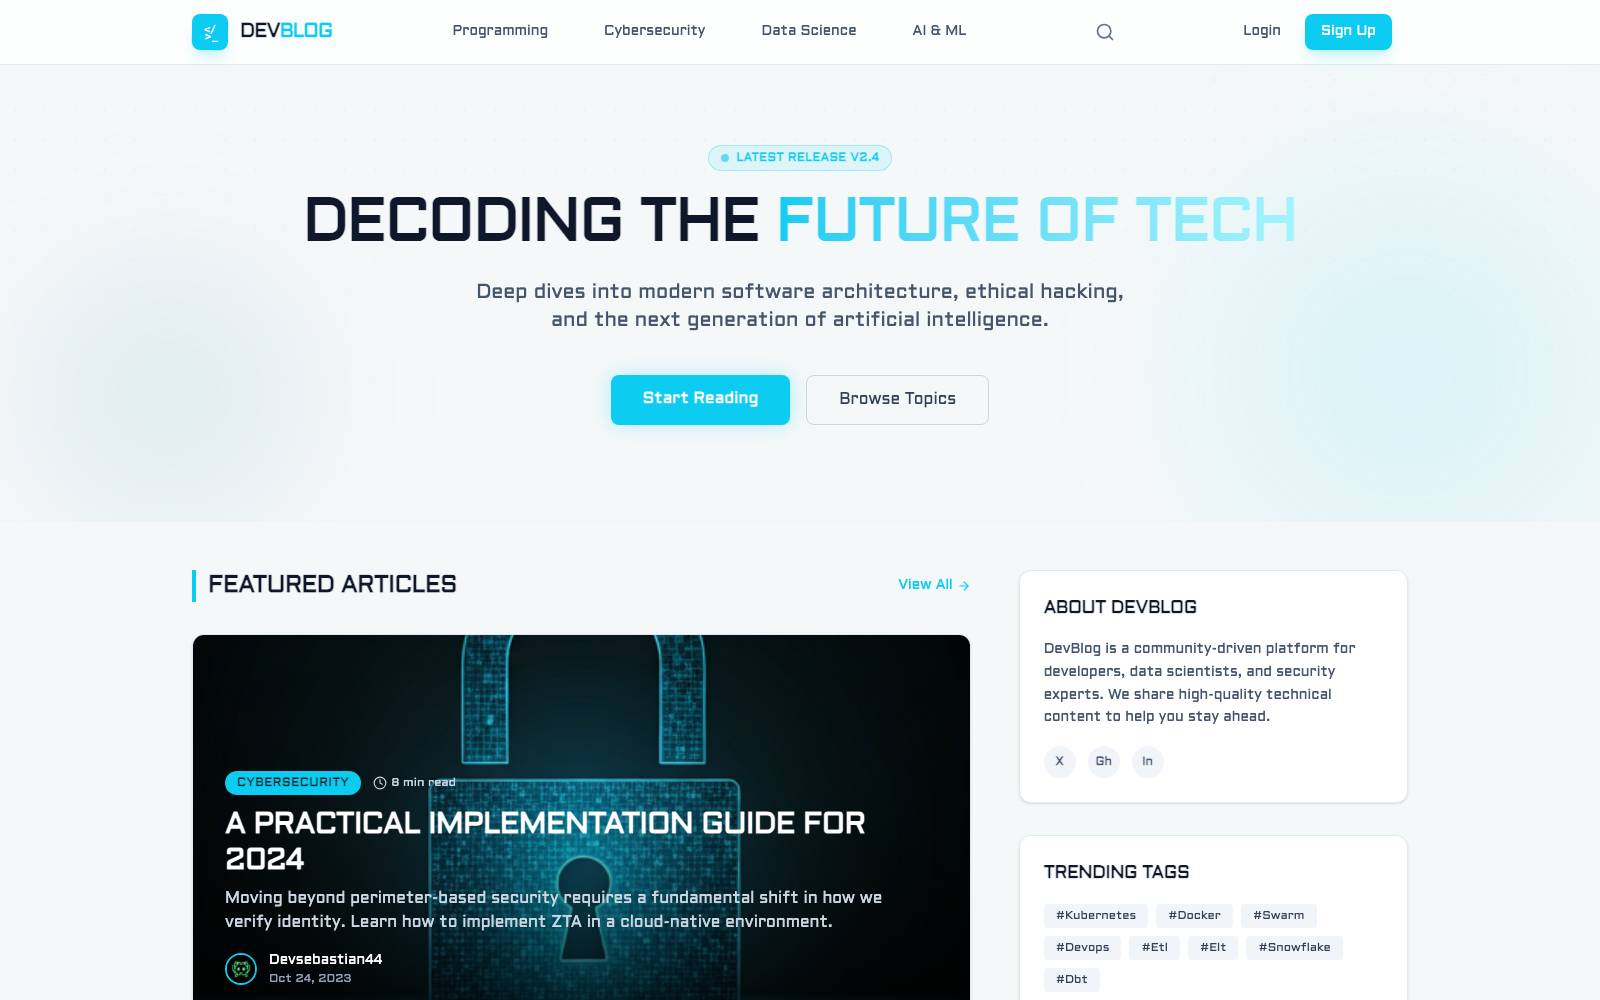 </>_
DEVBLOG
Programming
Cybersecurity
Data Science
AI & ML
Login
Sign Up
LATEST RELEASE V2.4
DECODING THE FUTURE OF TECH
Deep dives into modern software architecture, ethical hacking,
and the next generation of artificial intelligence.
Start Reading
Browse Topics
FEATURED ARTICLES
View All →
CYBERSECURITY
8 min read
A PRACTICAL IMPLEMENTATION GUIDE FOR
2024
Moving beyond perimeter-based security requires a fundamental shift in how we
verify identity. Learn how to implement ZTA in a cloud-native environment.
Devsebastian44
Oct 24, 2023
ABOUT DEVBLOG
DevBlog is a community-driven platform for
developers, data scientists, and security
experts. We share high-quality technical
content to help you stay ahead.
X
Gh
In
TRENDING TAGS
#Kubernetes
#Docker
#Swarm
#Devops
#Etl
#Elt
#Snowflake
#Dbt